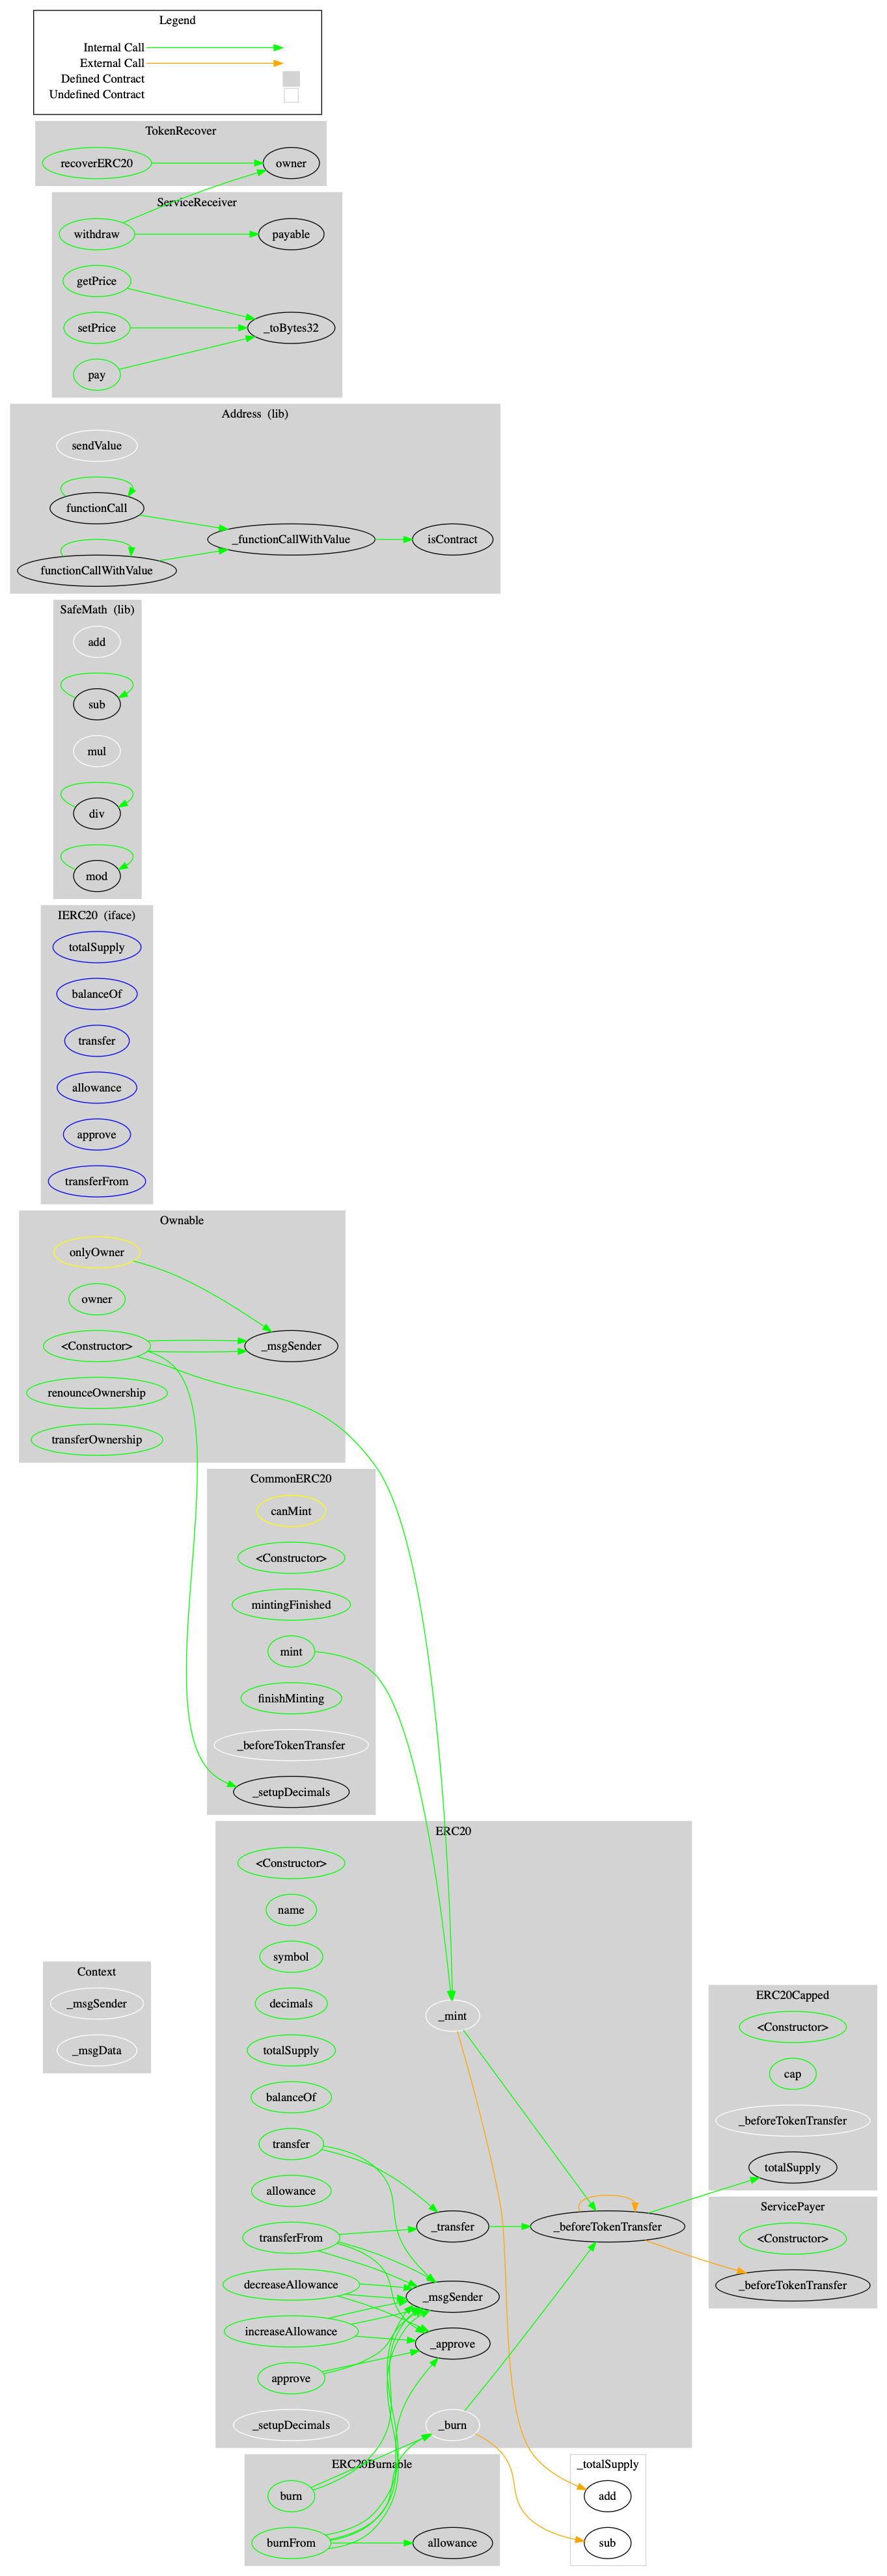 Legend
Internal Call
External Call
Defined Contract
Undefined Contract
TokenRecover
recoverERC20
owner
ServiceReceiver
withdraw
payable
getPrice
setPrice
_toBytes32
pay
Address  (lib)
sendValue
functionCall
_functionCallWithValue
isContract
functionCallWithValue
SafeMath  (lib)
add
sub
mul
div
mod
IERC20  (iface)
totalSupply
balanceOf
transfer
allowance
approve
transferFrom
Ownable
onlyOwner
owner
<Constructor>
_msgSender
renounceOwnership
transferOwnership
CommonERC20
canMint
<Constructor>
mintingFinished
mint
finishMinting
_beforeTokenTransfer
_setupDecimals
ERC20
<Constructor>
name
symbol
decimals
totalSupply
balanceOf
transfer
allowance
transferFrom
decreaseAllowance
increaseAllowance
approve
_setupDecimals
_mint
_transfer
_msgSender
_approve
_burn
_beforeTokenTransfer
Context
_msgSender
_msgData
ERC20Capped
<Constructor>
cap
_beforeTokenTransfer
totalSupply
ServicePayer
<Constructor>
_beforeTokenTransfer
ERC20Burnable
burn
burnFrom
allowance
_totalSupply
add
sub